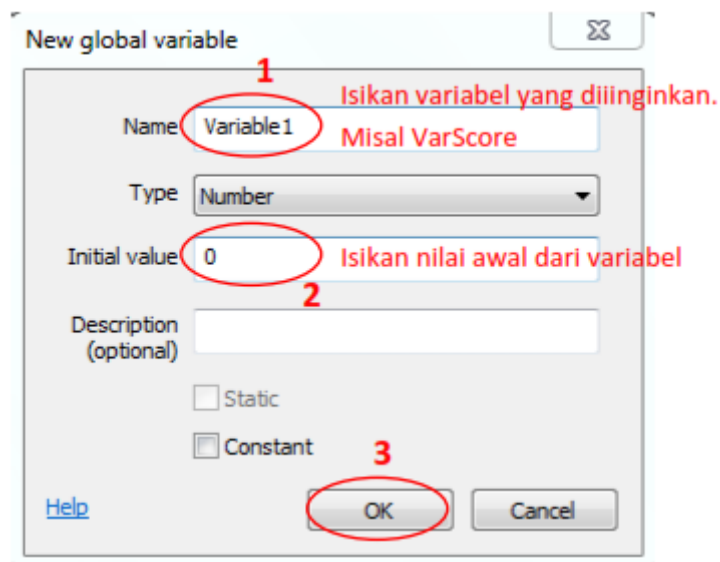 New global variable
1
Isikan variabel yang diiinginkan.
Name Variable1
Misal VarScore
Type Number
Initial value 0 Isikan nilai awal dari variabel
2
Description
(optional)
Static
Constant
3
Help OK Cancel